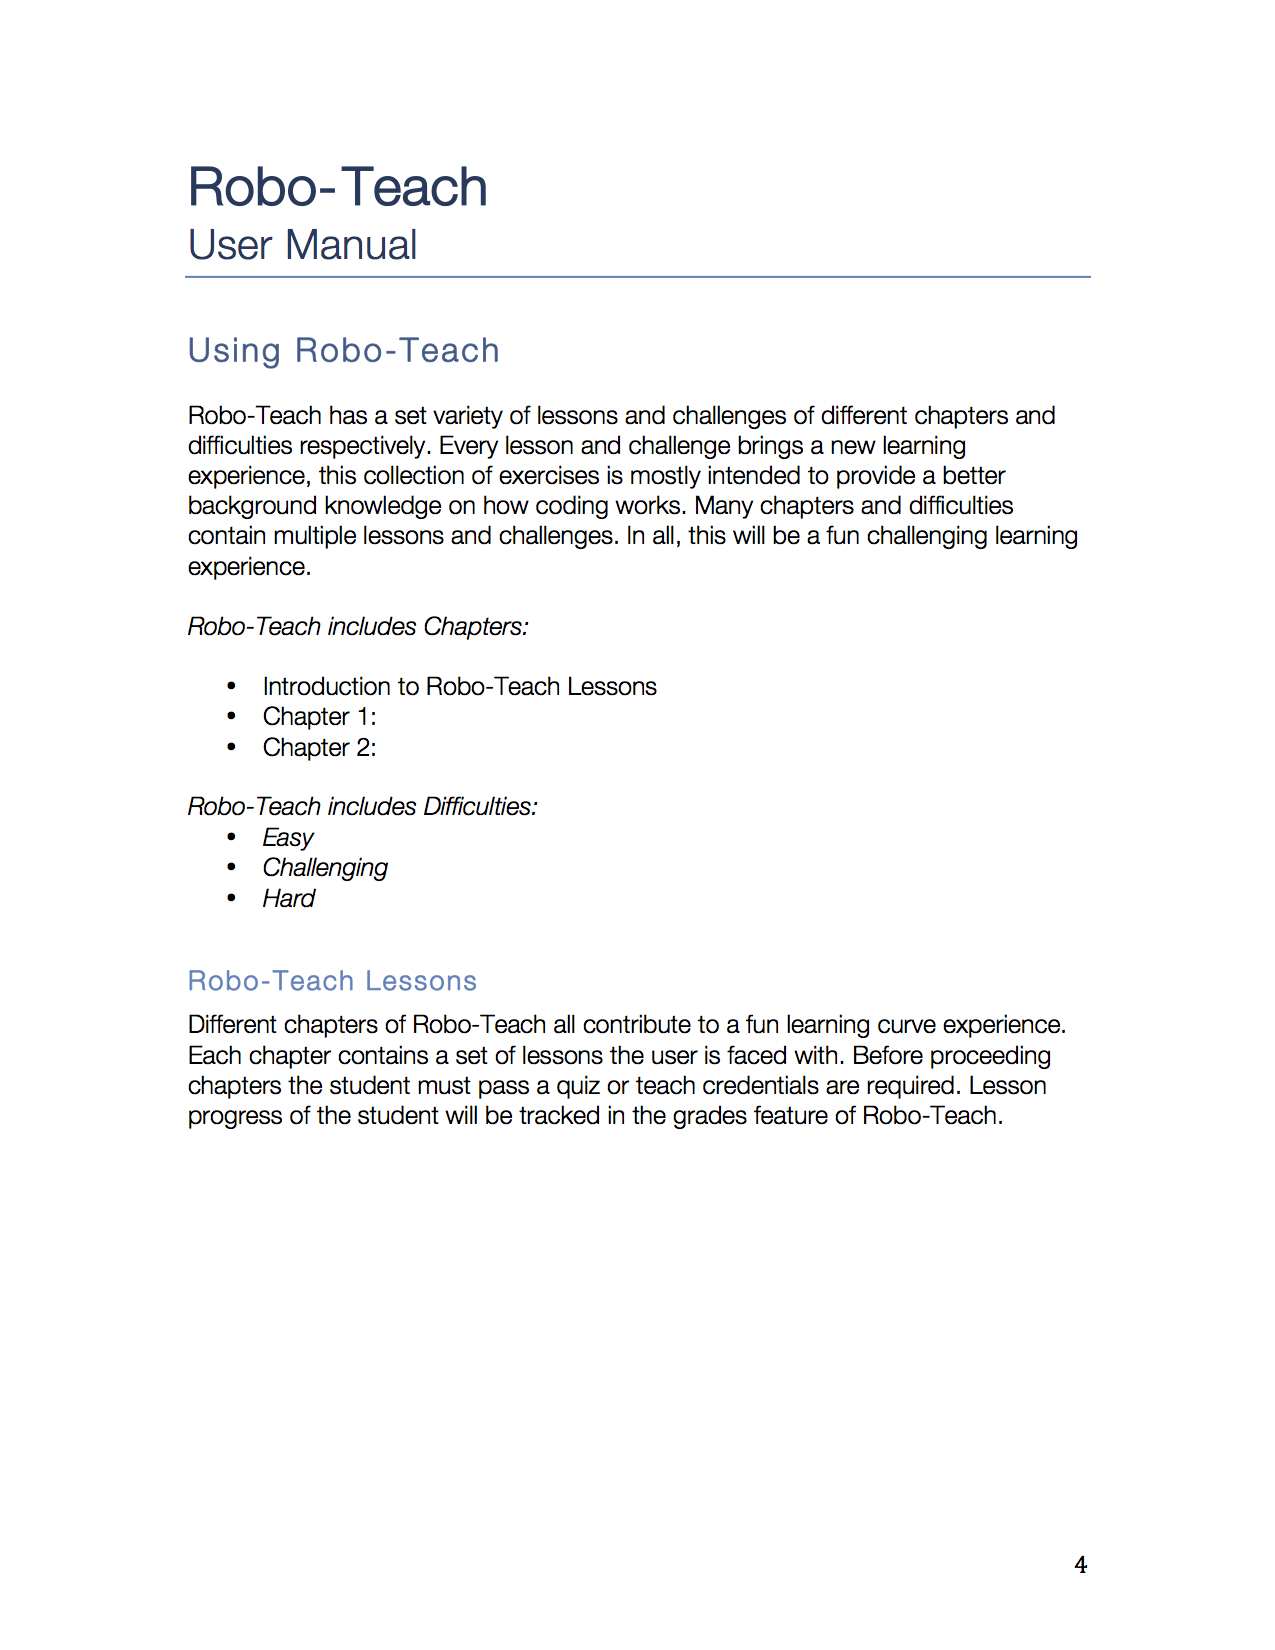 Robo-Teach
User Manual
Using Robo-Teach
Robo-Teach has a set variety of lessons and challenges of different chapters and
difficulties respectively. Every lesson and challenge brings a new learning
experience, this collection of exercises is mostly intended to provide a better
background knowledge on how coding works. Many chapters and difficulties
contain multiple lessons and challenges. In all, this will be a fun challenging learning
experience.
Robo-Teach includes Chapters:
• Introduction to Robo-Teach Lessons
• Chapter 1:
• Chapter 2:
Robo-Teach includes Difficulties:
• Easy
• Challenging
• Hard
Robo-Teach Lessons
Different chapters of Robo-Teach all contribute to a fun learning curve experience.
Each chapter contains a set of lessons the user is faced with. Before proceeding
chapters the student must pass a quiz or teach credentials are required. Lesson
progress of the student will be tracked in the grades feature of Robo-Teach.
4